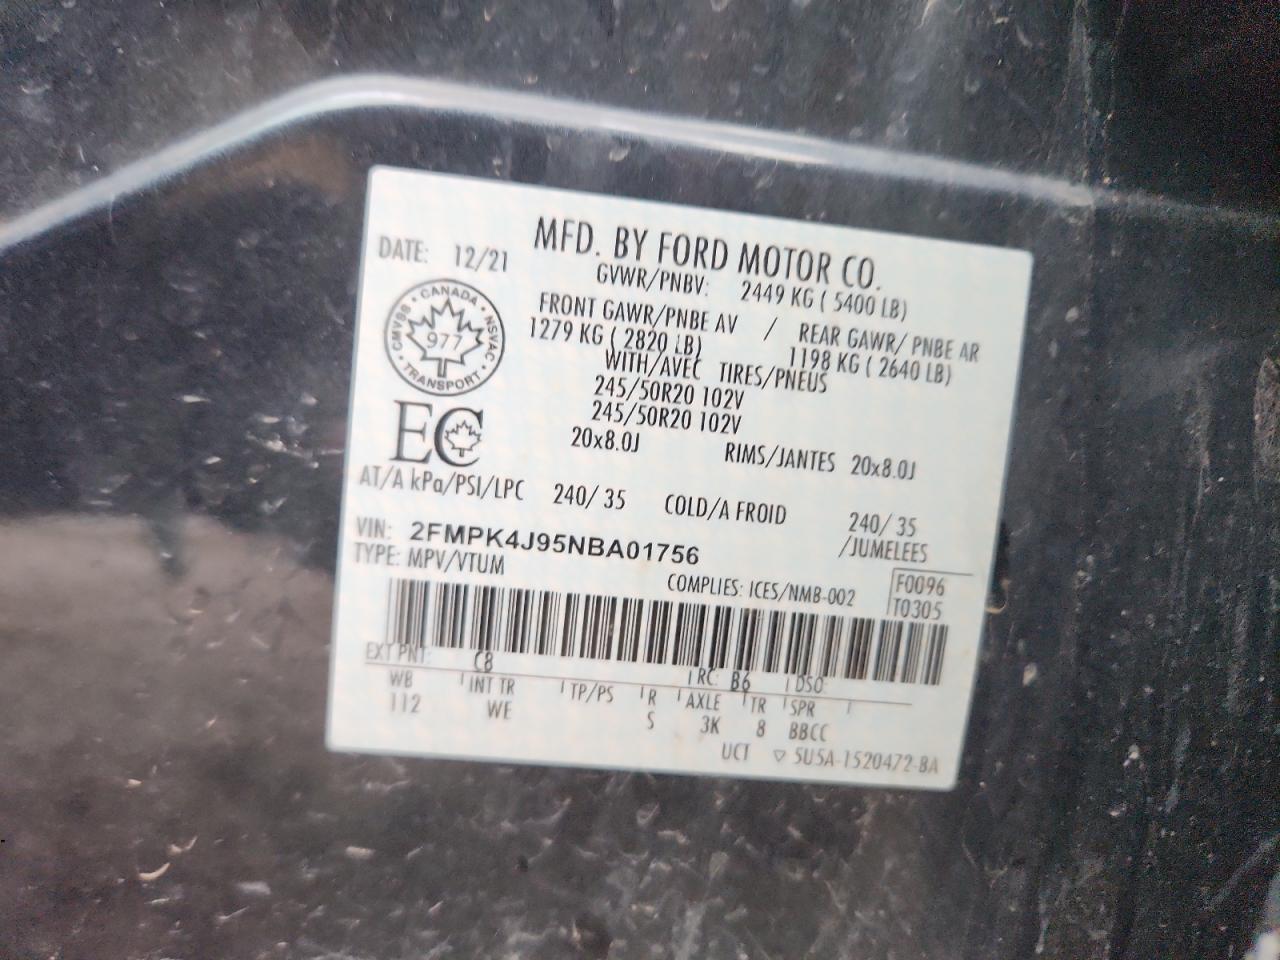 MFD. BY FORD MOTOR CO.
DATE: 12/21
GVWR/PNBV: 2449 KG ( 5400 LB)
FRONT GAWR/PNBE AV / REAR GAWR/ PNBE AR
1279 KG ( 2820 LB) 1198 KG ( 2640 LB)
WITH/AVEC TIRES/PNEUS
245/50R20 102V
245/50R20 102V
20x8.0J RIMS/JANTES 20x8.0J
CANADA
CMVSS NSVAC
977
TRANSPORT
EC
AT/A kPa/PSI/LPC 240/ 35 COLD/A FROID 240/ 35
/JUMELEES
VIN: 2FMPK4J95NBA01756
TYPE: MPV/VTUM
COMPLIES: ICES/NMB-002
F0096
T0305
EXT PNT: C8 RC: B6 DSO:
WB INT TR TP/PS R AXLE TR SPR
112 WE S 3K 8 BBCC
UCT ▽ 5U5A-1520472-BA